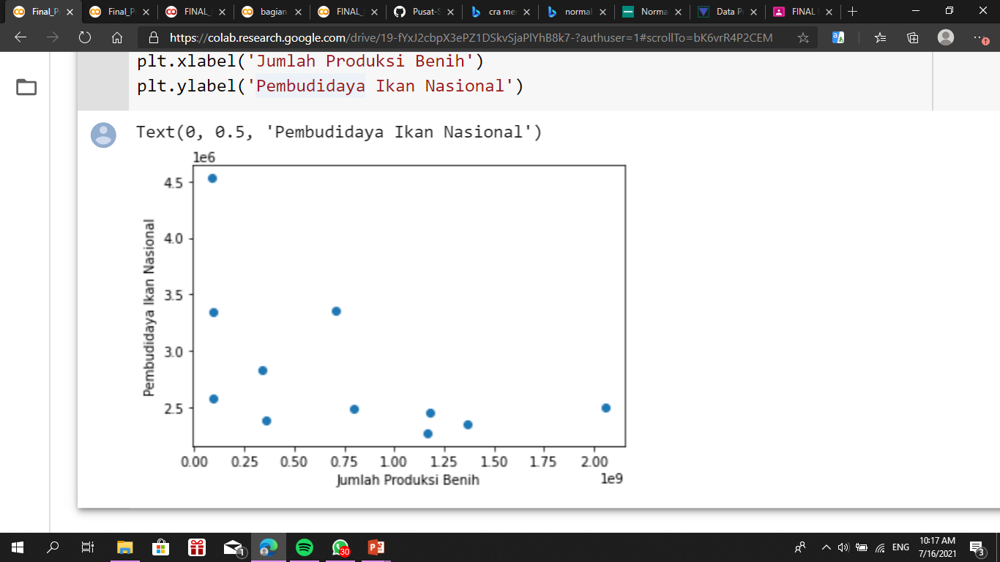 Final_P
Final_P
FINAL_
bagian
FINAL_
Pusat-S
cra me
normal
Norma
Data P
FINAL
https://colab.research.google.com/drive/19-fYxJ2cbpX3ePZ1DSkvSjaPlYhB8k7-?authuser=1#scrollTo=bK6vrR4P2CEM
plt.xlabel('Jumlah Produksi Benih')
plt.ylabel('Pembudidaya Ikan Nasional')
Text(0, 0.5, 'Pembudidaya Ikan Nasional')
1e6
4.5
4.0
3.5
3.0
2.5
Pembudidaya Ikan Nasional
0.00 0.25 0.50 0.75 1.00 1.25 1.50 1.75 2.00
Jumlah Produksi Benih
1e9
1
30
ENG
10:17 AM
7/16/2021
3